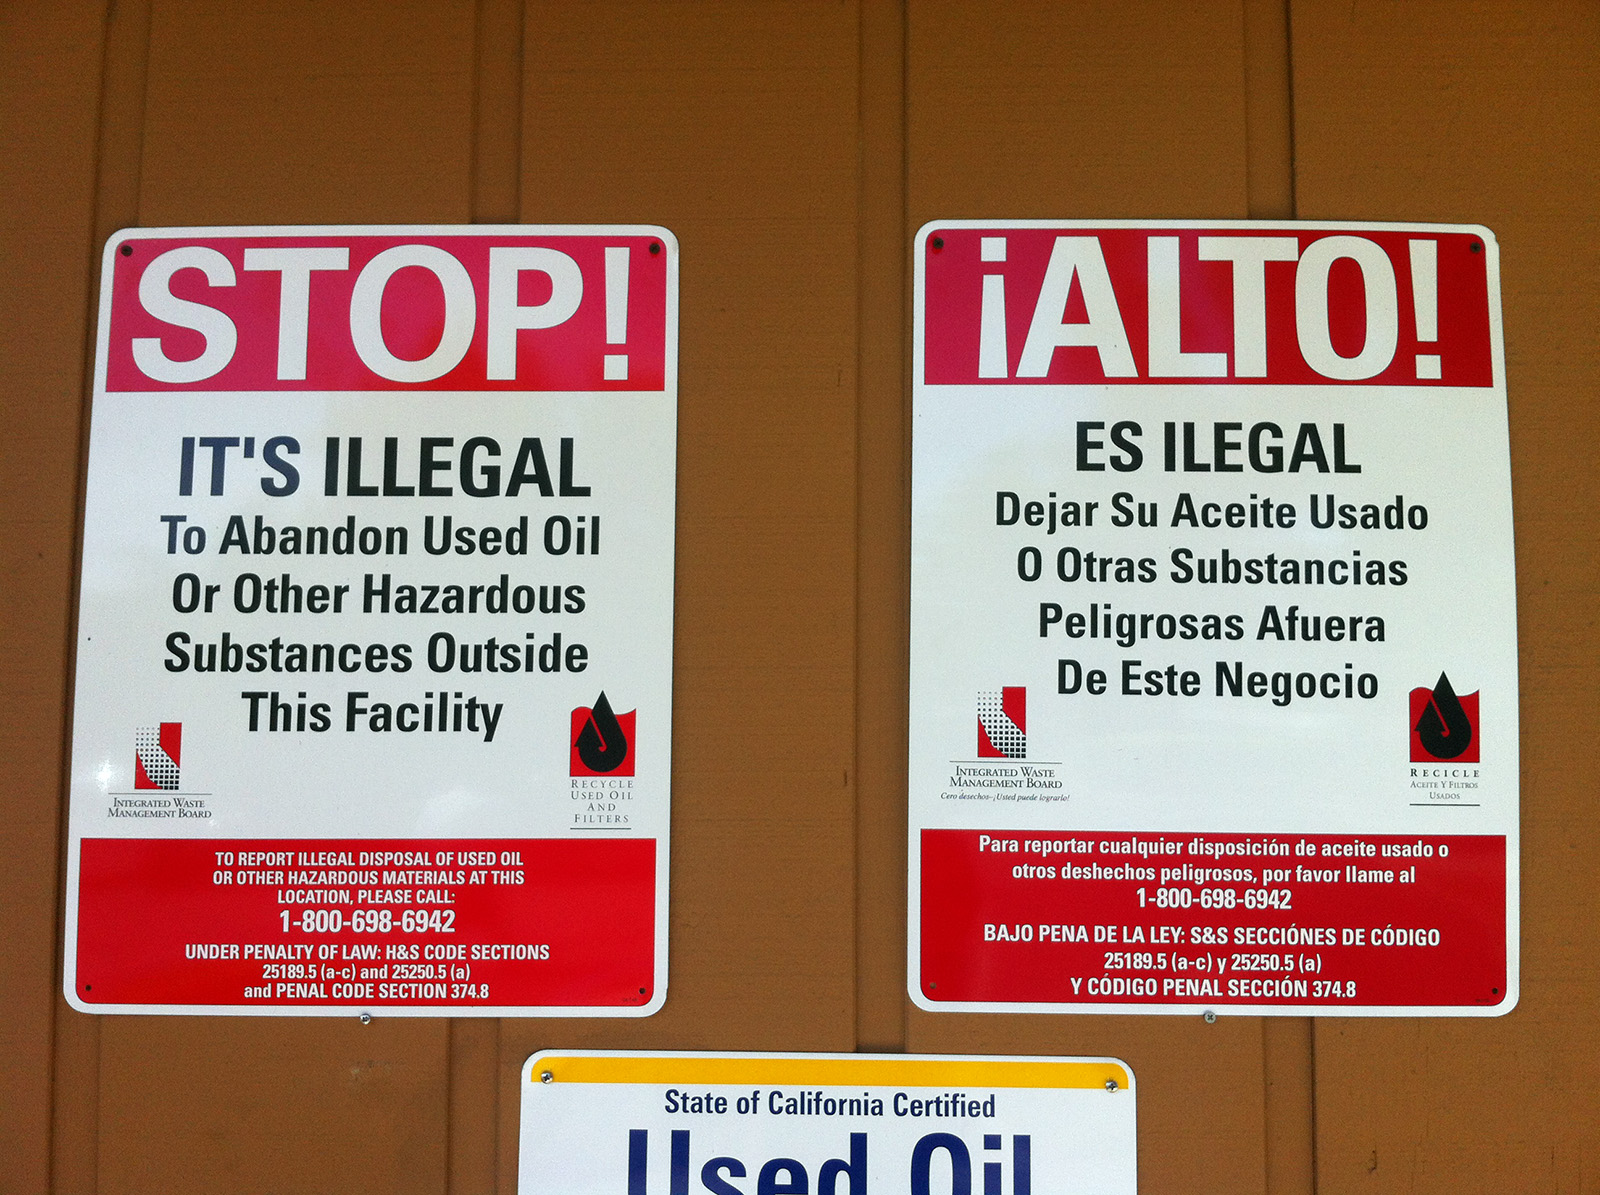 STOP!
IT'S ILLEGAL
To Abandon Used Oil
Or Other Hazardous
Substances Outside
This Facility
INTEGRATED WASTE
MANAGEMENT BOARD
RECYCLE
USED OIL
AND
FILTERS
TO REPORT ILLEGAL DISPOSAL OF USED OIL
OR OTHER HAZARDOUS MATERIALS AT THIS
LOCATION, PLEASE CALL:
1-800-698-6942
UNDER PENALTY OF LAW: H&S CODE SECTIONS
25189.5 (a-c) and 25250.5 (a)
and PENAL CODE SECTION 374.8
¡ALTO!
ES ILEGAL
Dejar Su Aceite Usado
O Otras Substancias
Peligrosas Afuera
De Este Negocio
INTEGRATED WASTE
MANAGEMENT BOARD
Cero desechos–¡Usted puede lograrlo!
RECICLE
ACEITE Y FILTROS
USADOS
Para reportar cualquier disposición de aceite usado o
otros deshechos peligrosos, por favor llame al
1-800-698-6942
BAJO PENA DE LA LEY: S&S SECCIÓNES DE CÓDIGO
25189.5 (a-c) y 25250.5 (a)
Y CÓDIGO PENAL SECCIÓN 374.8
State of California Certified
Used Oil